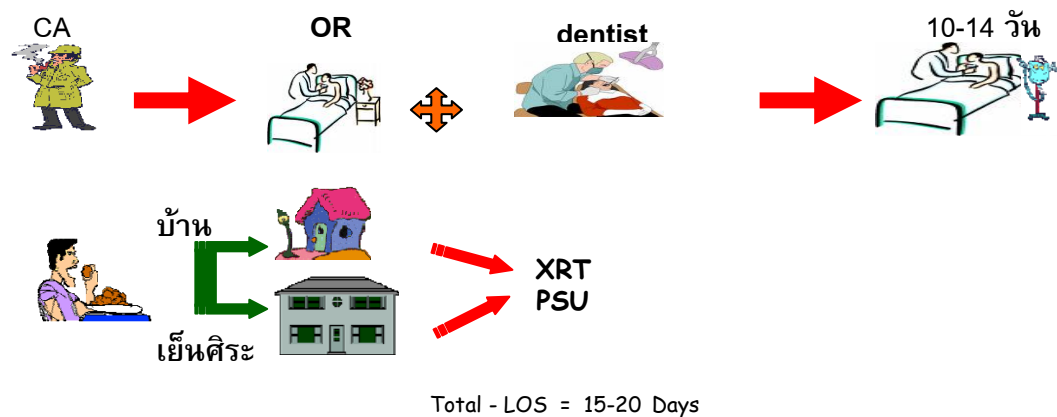 CA
OR
dentist
10-14 วัน
บ้าน
เย็นศิระ
XRT
PSU
Total - LOS = 15-20 Days